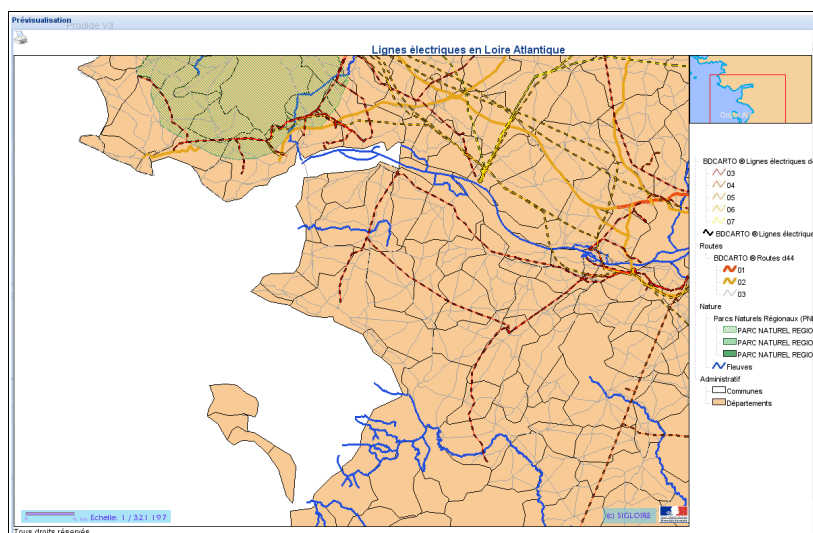 Prévisualisation
Prodige V3
Lignes électriques en Loire Atlantique
BDCARTO ® Lignes électriques d
03
04
05
06
07
BDCARTO ® Lignes électrique
Routes
BDCARTO ® Routes d44
01
02
03
Nature
Parcs Naturels Régionaux (PN
PARC NATUREL REGIO
PARC NATUREL REGIO
PARC NATUREL REGIO
Fleuves
Administratif
Communes
Départements
Echelle: 1 / 321 197
(c) SIGLOIRE
Tous droits réservés